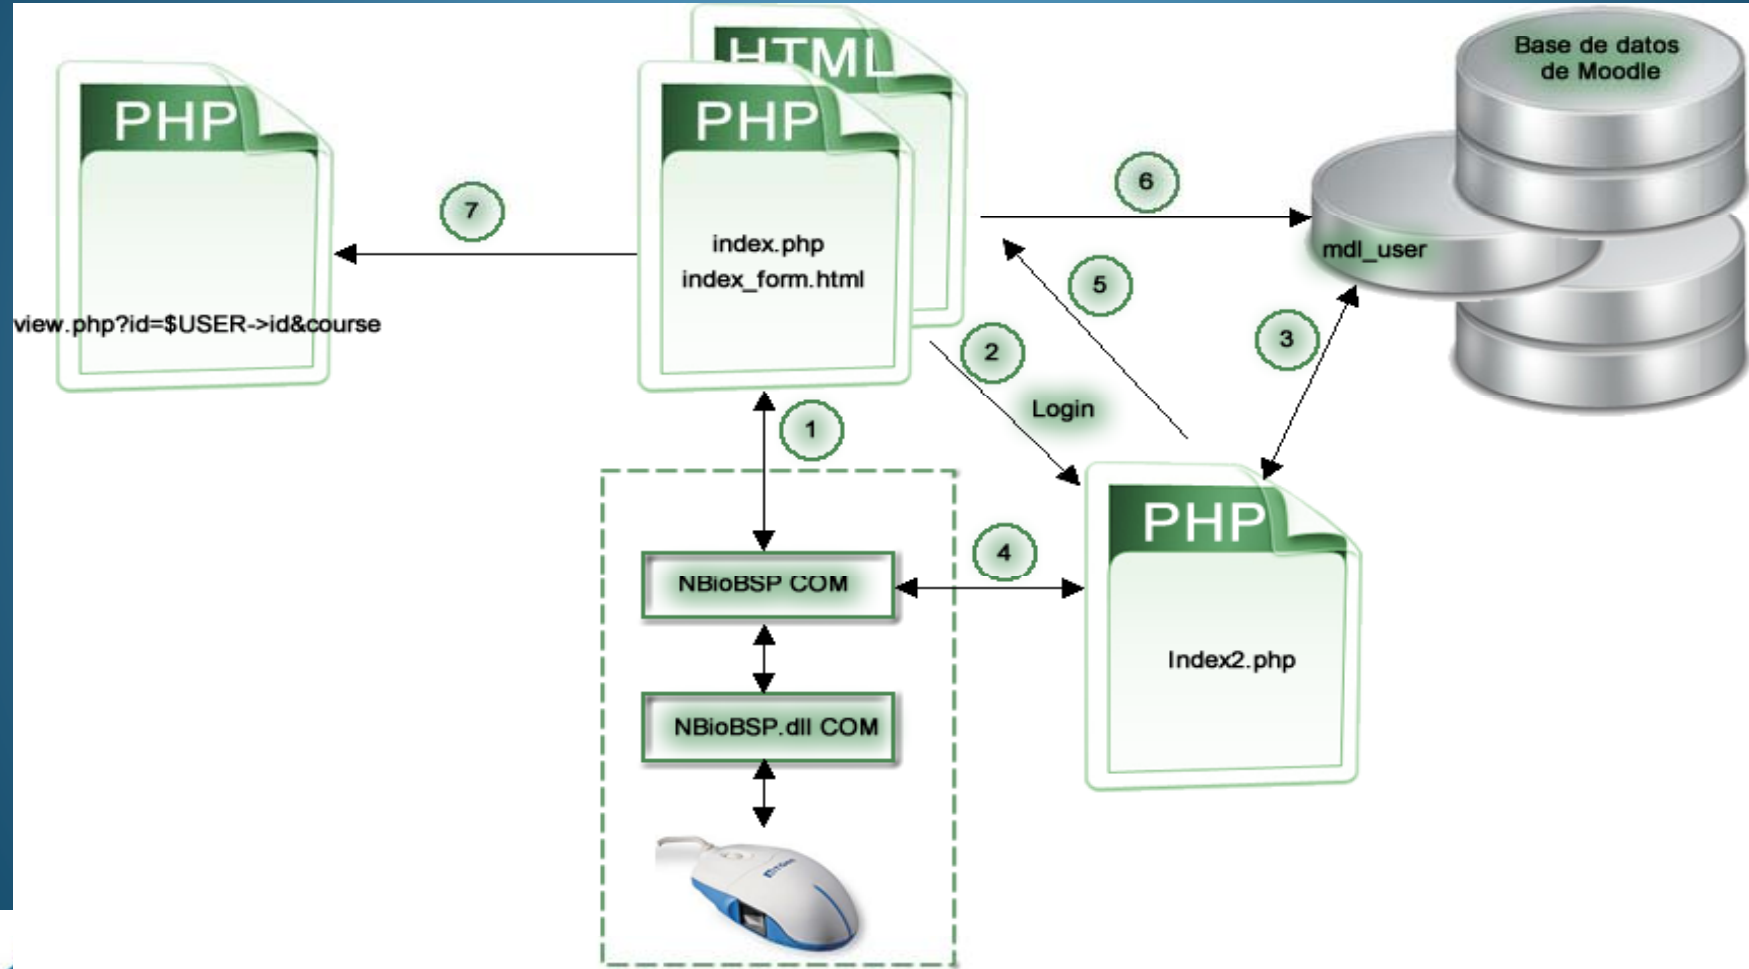 HTML
Base de datos
de Moodle
PHP
PHP
6
7
index.php
index_form.html
mdl_user
5
view.php?id=$USER->id&course
2
3
Login
1
PHP
4
NBioBSP COM
Index2.php
NBioBSP.dll COM